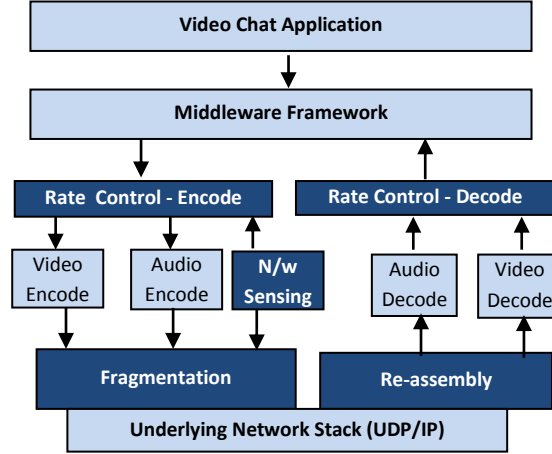 Video Chat Application
Middleware Framework
Rate Control - Encode
Rate Control - Decode
Video
Encode
Audio
Encode
N/w
Sensing
Audio
Decode
Video
Decode
Fragmentation
Re-assembly
Underlying Network Stack (UDP/IP)